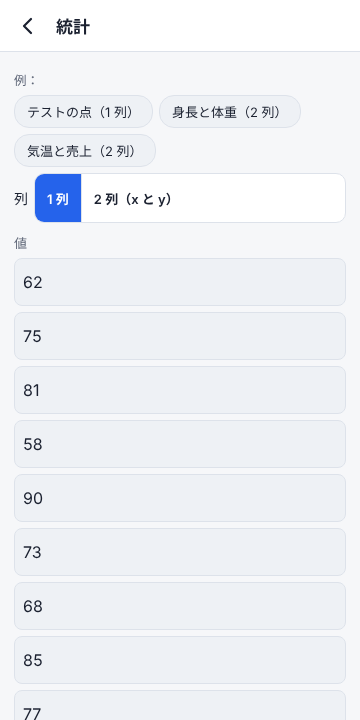 統計
例：
テストの点（1 列）
身長と体重（2 列）
気温と売上（2 列）
列
1 列
2 列（x と y）
値
62
75
81
58
90
73
68
85
77